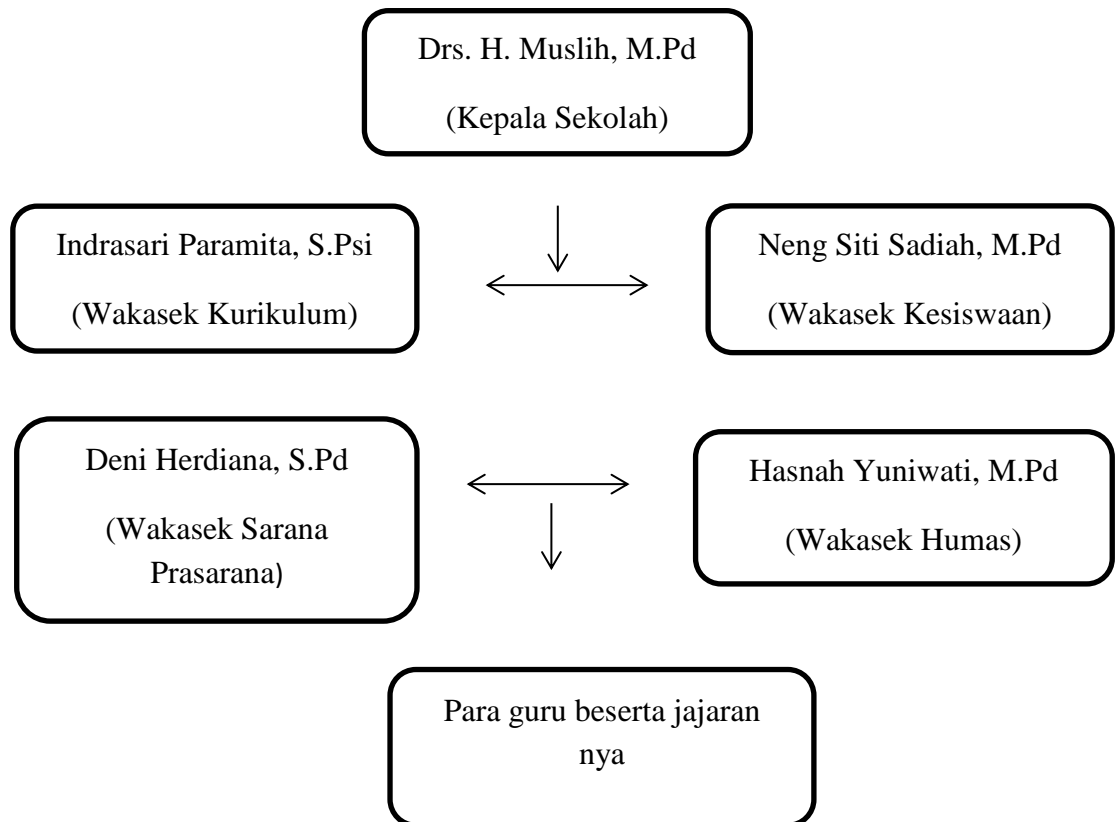 Drs. H. Muslih, M.Pd
(Kepala Sekolah)
Indrasari Paramita, S.Psi
(Wakasek Kurikulum)
Neng Siti Sadiah, M.Pd
(Wakasek Kesiswaan)
Deni Herdiana, S.Pd
(Wakasek Sarana
Prasarana)
Hasnah Yuniwati, M.Pd
(Wakasek Humas)
Para guru beserta jajaran
nya